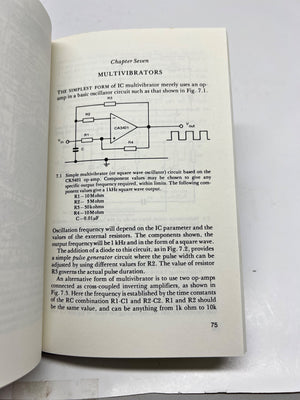 Chapter Seven
MULTIVIBRATORS
THE SIMPLEST FORM of IC multivibrator merely uses an op-
amp in a basic oscillator circuit such as that shown in Fig 7.1.
R3
Vcc
R1
CA3401
Vout
R2
R4
C
7.1 Simple multivibrator (or square wave oscillator) circuit based on the
CA3401 op-amp. Component values may be chosen to give any
specific output frequency required, within limits. The following com-
ponent values give a 1kHz square wave output.
R1—10Mohm
R2— 5Mohm
R3—30kohm
R4—10Mohm
C—0.01μF
Oscillation frequency will depend on the IC parameter and the
values of the external resistors. The components shown, the
output frequency will be 1 kHz and in the form of a square wave.
The addition of a diode to this circuit, as in Fig. 7.2, provides
a simple pulse generator circuit where the pulse width can be
adjusted by using different values for R2. The value of resistor
R3 governs the actual pulse duration.
An alternative form of multivibrator is to use two op-amps
connected as cross-coupled inverting amplifiers, as shown in
Fig. 7.3. Here the frequency is established by the time constants
of the RC combination R1-C1 and R2-C2. R1 and R2 should
be the same value, and can be anything from 1k ohm to 10k
75